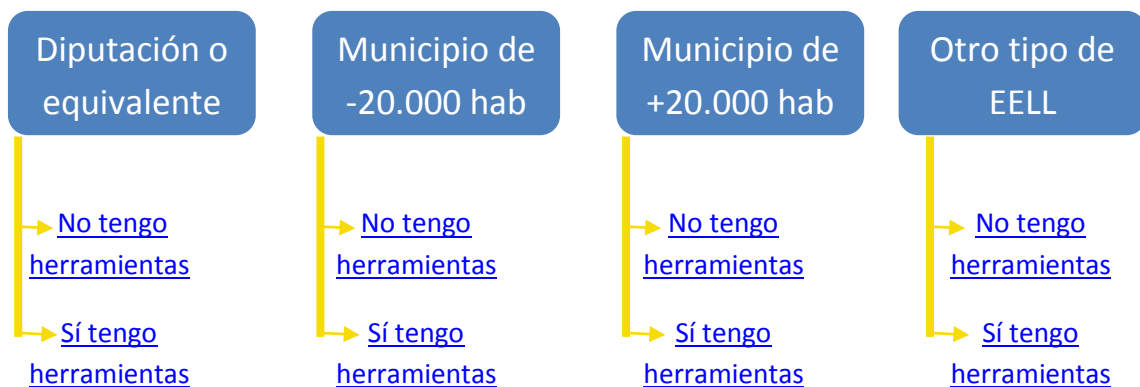 Diputación o
equivalente
No tengo
herramientas
Sí tengo
herramientas
Municipio de
-20.000 hab
No tengo
herramientas
Sí tengo
herramientas
Municipio de
+20.000 hab
No tengo
herramientas
Sí tengo
herramientas
Otro tipo de
EELL
No tengo
herramientas
Sí tengo
herramientas